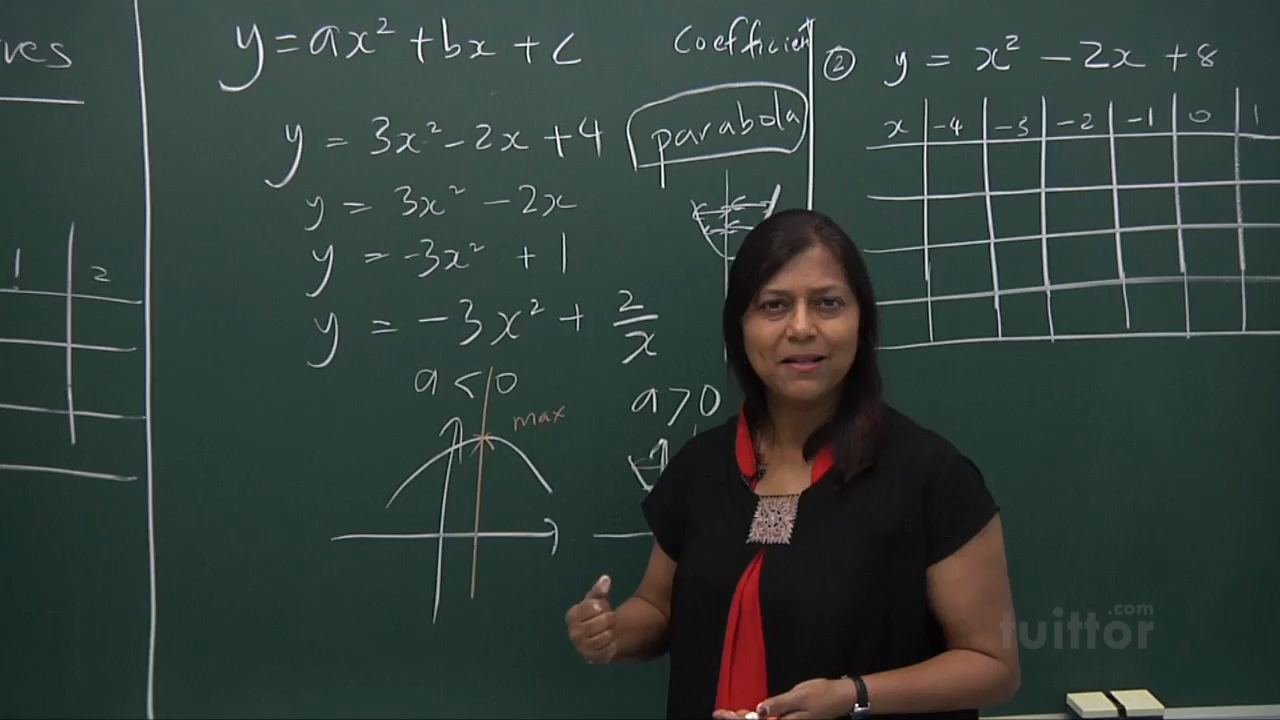 ves
1 2
y = ax² + bx + c
y = 3x² - 2x + 4
y = 3x² - 2x
y = -3x² + 1
y = -3x² + 2/x
a < 0
max
a > 0
Coefficient
parabola
② y = x² - 2x + 8
x -4 -3 -2 -1 0 1
tuittor.com